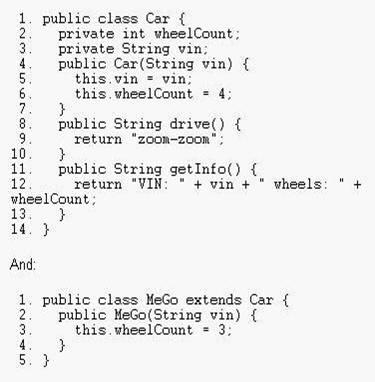 1. public class Car {
2. private int wheelCount;
3. private String vin;
4. public Car(String vin) {
5. this.vin = vin;
6. this.wheelCount = 4;
7. }
8. public String drive() {
9. return "zoom-zoom";
10. }
11. public String getInfo() {
12. return "VIN: " + vin + " wheels: " +
wheelCount;
13. }
14. }
And:
1. public class MeGo extends Car {
2. public MeGo(String vin) {
3. this.wheelCount = 3;
4. }
5. }